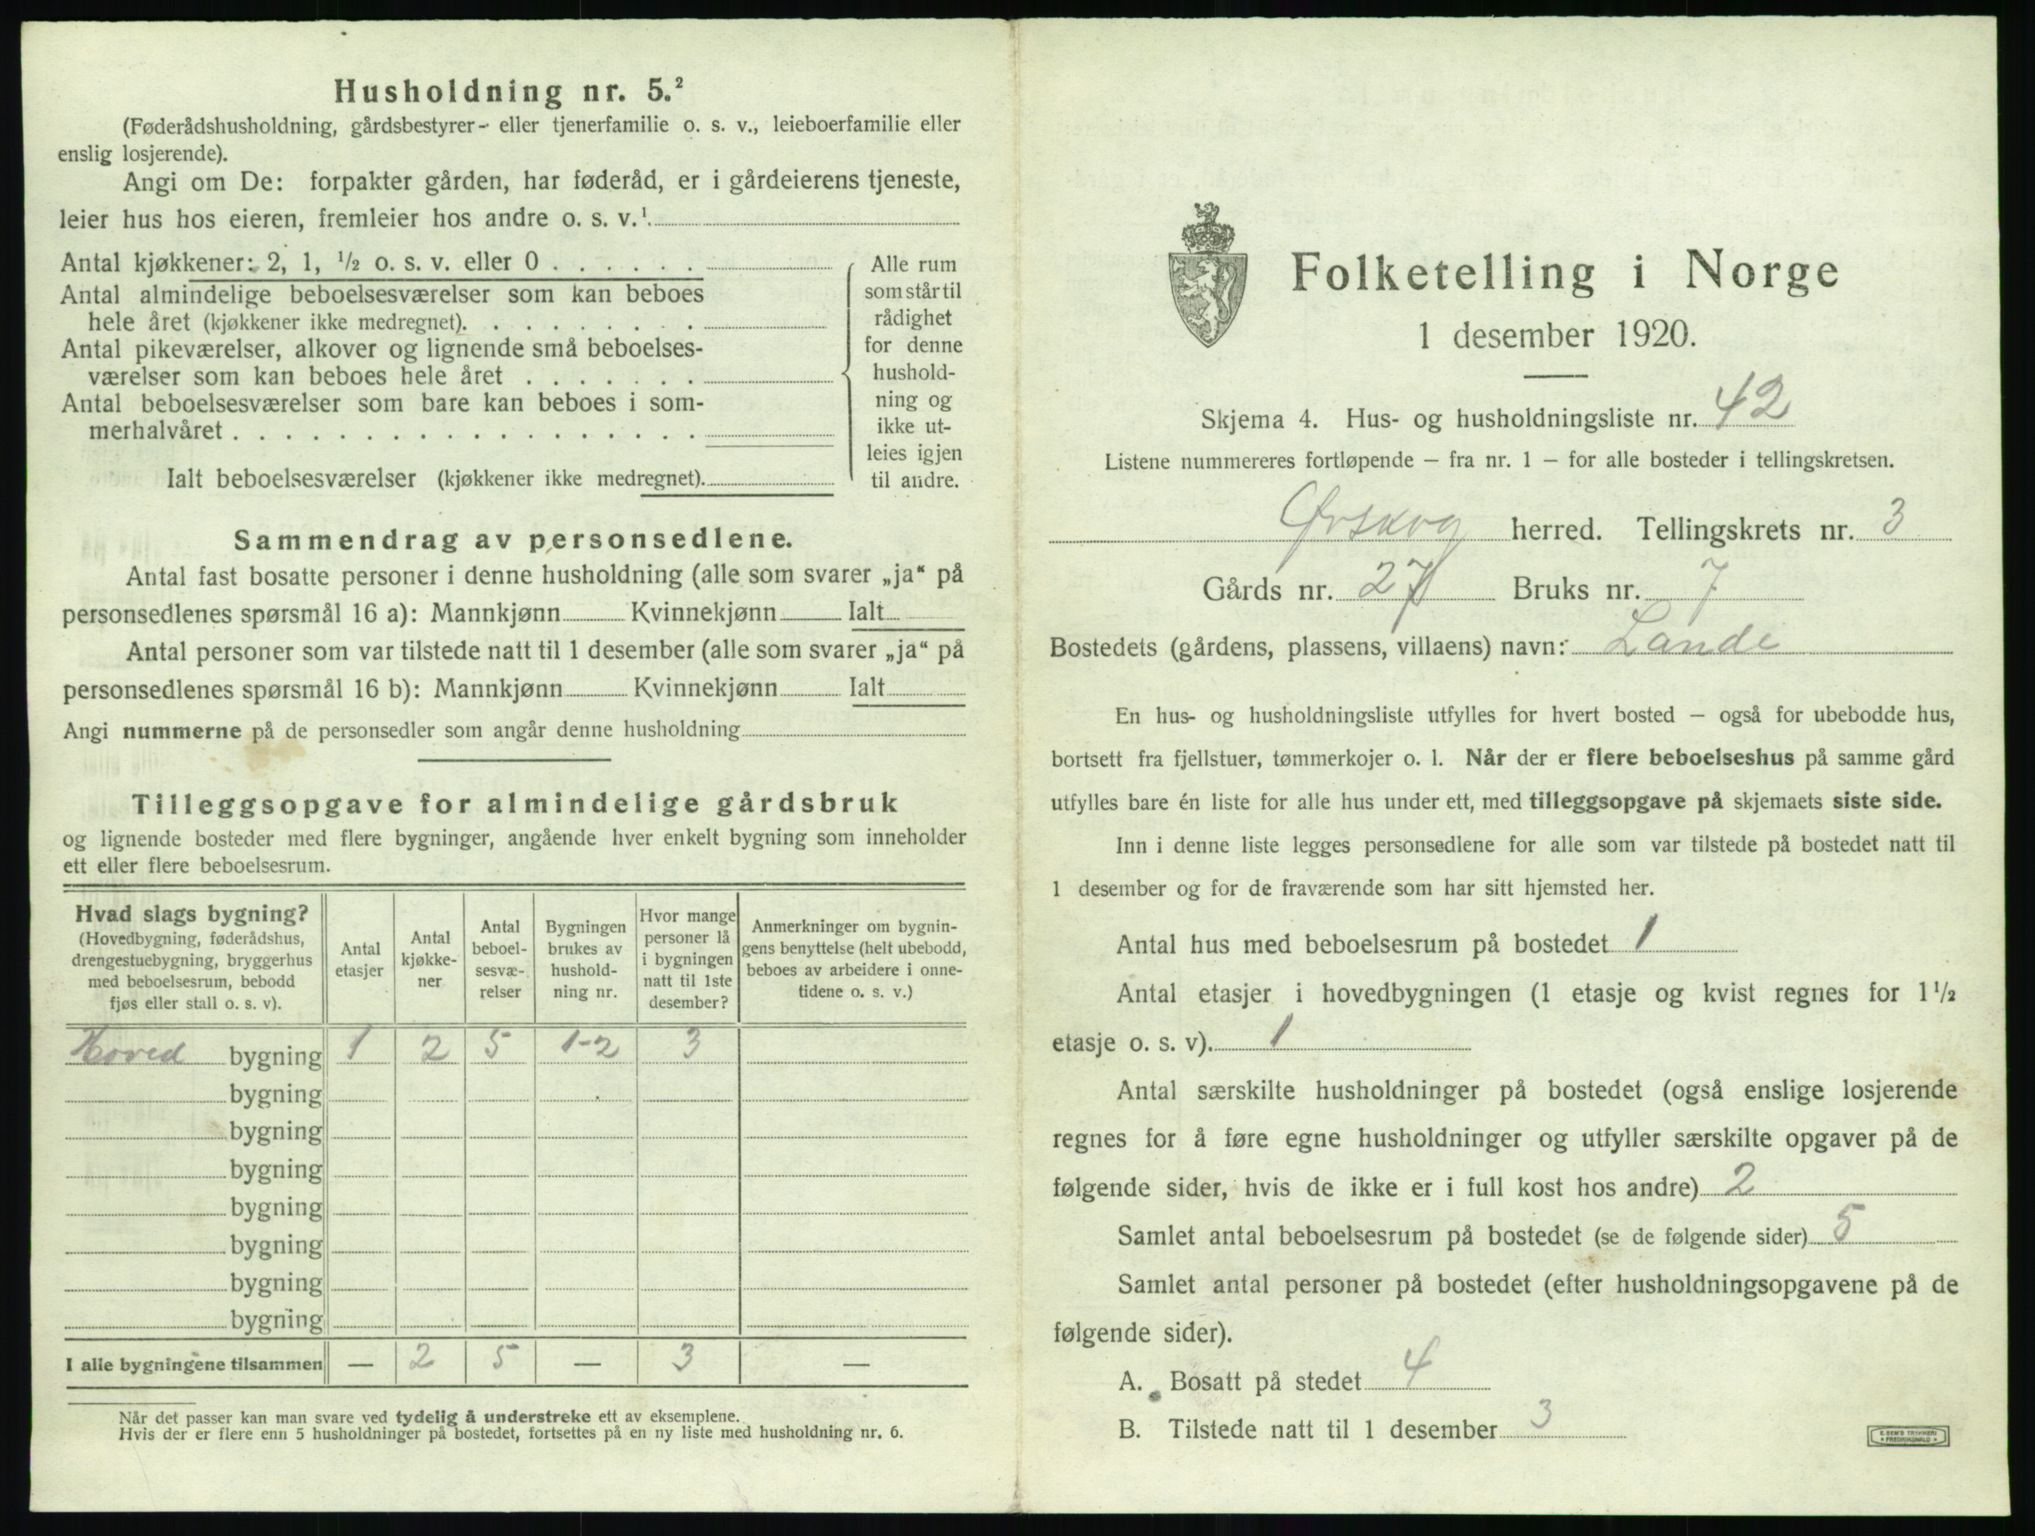 Husholdning nr. 5.²
(Føderådshusholdning, gårdsbestyrer- eller tjenerfamilie o. s. v., leieboerfamilie eller
enslig losjerende).
Angi om De: forpakter gården, har føderåd, er i gårdeierens tjeneste,
leier hus hos eieren, fremleier hos andre o. s. v.¹
Antal kjøkkener: 2, 1, ½ o. s. v. eller 0 . . . . . .
Antal almindelige beboelsesværelser som kan beboes
hele året (kjøkkener ikke medregnet). . . . . . . . .
Antal pikeværelser, alkover og lignende små beboelses-
værelser som kan beboes hele året . . . . . . .
Antal beboelsesværelser som bare kan beboes i som-
merhalvåret . . . . . . . . . . . . . . . . . .
Ialt beboelsesværelser (kjøkkener ikke medregnet).
Alle rum
som står til
rådighet
for denne
hushold-
ning og
ikke ut-
leies igjen
til andre.
Sammendrag av personsedlene.
Antal fast bosatte personer i denne husholdning (alle som svarer „ja“ på
personsedlenes spørsmål 16 a): Mannkjønn Kvinnekjønn Ialt
Antal personer som var tilstede natt til 1 desember (alle som svarer „ja“ på
personsedlenes spørsmål 16 b): Mannkjønn Kvinnekjønn Ialt
Angi nummerne på de personsedler som angår denne husholdning
Tilleggsopgave for almindelige gårdsbruk
og lignende bosteder med flere bygninger, angående hver enkelt bygning som inneholder
ett eller flere beboelsesrum.
Hvad slags bygning?
(Hovedbygning, føderådshus,
drengestuebygning, bryggerhus
med beboelsesrum, bebodd
fjøs eller stall o. s. v).
Antal
etasjer
Antal
kjøkke-
ner
Antal
beboel-
sesvæ-
relser
Bygningen
brukes av
hushold-
ning nr.
Hvor mange
personer lå
i bygningen
natt til 1ste
desember?
Anmerkninger om bygnin-
gens benyttelse (helt ubebodd,
beboes av arbeidere i onne-
tidene o. s. v.)
Hoved bygning 1 2 5 1-2 3
bygning
bygning
bygning
bygning
bygning
bygning
bygning
I alle bygningene tilsammen — 2 5 — 3 —
Når det passer kan man svare ved tydelig å understreke ett av eksemplene.
Hvis der er flere enn 5 husholdninger på bostedet, fortsettes på en ny liste med husholdning nr. 6.
Folketelling i Norge
1 desember 1920.
Skjema 4. Hus- og husholdningsliste nr. 42
Listene nummereres fortløpende – fra nr. 1 – for alle bosteder i tellingskretsen.
Ørskog herred. Tellingskrets nr. 3
Gårds nr. 27 Bruks nr. 7
Bostedets (gårdens, plassens, villaens) navn: Lande
En hus- og husholdningsliste utfylles for hvert bosted – også for ubebodde hus,
bortsett fra fjellstuer, tømmerkojer o. l. Når der er flere beboelseshus på samme gård
utfylles bare én liste for alle hus under ett, med tilleggsopgave på skjemaets siste side.
Inn i denne liste legges personsedlene for alle som var tilstede på bostedet natt til
1 desember og for de fraværende som har sitt hjemsted her.
Antal hus med beboelsesrum på bostedet 1
Antal etasjer i hovedbygningen (1 etasje og kvist regnes for 1½
etasje o. s. v). 1
Antal særskilte husholdninger på bostedet (også enslige losjerende
regnes for å føre egne husholdninger og utfyller særskilte opgaver på de
følgende sider, hvis de ikke er i full kost hos andre) 2
Samlet antal beboelsesrum på bostedet (se de følgende sider) 5
Samlet antal personer på bostedet (efter husholdningsopgavene på de
følgende sider).
A. Bosatt på stedet 4
B. Tilstede natt til 1 desember 3